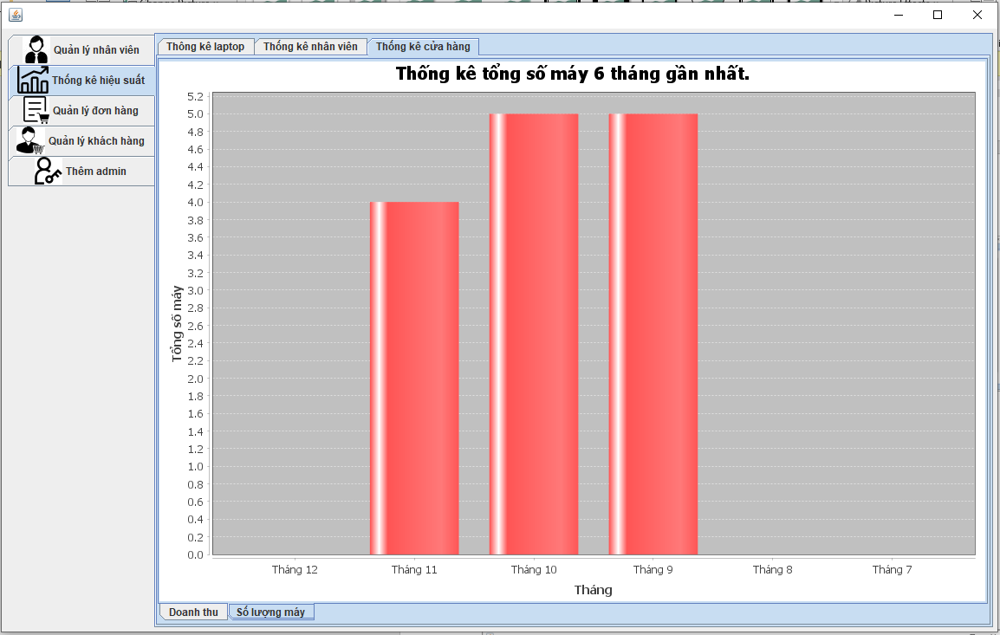 Quản lý nhân viên
Thống kê hiệu suất
Quản lý đơn hàng
Quản lý khách hàng
Thêm admin
Thông kê laptop
Thống kê nhân viên
Thống kê cửa hàng
Thống kê tổng số máy 6 tháng gần nhất.
Tổng số máy
5.2
5.0
4.8
4.6
4.4
4.2
4.0
3.8
3.6
3.4
3.2
3.0
2.8
2.6
2.4
2.2
2.0
1.8
1.6
1.4
1.2
1.0
0.8
0.6
0.4
0.2
0.0
Tháng 12 Tháng 11 Tháng 10 Tháng 9 Tháng 8 Tháng 7
Tháng
Doanh thu
Số lượng máy